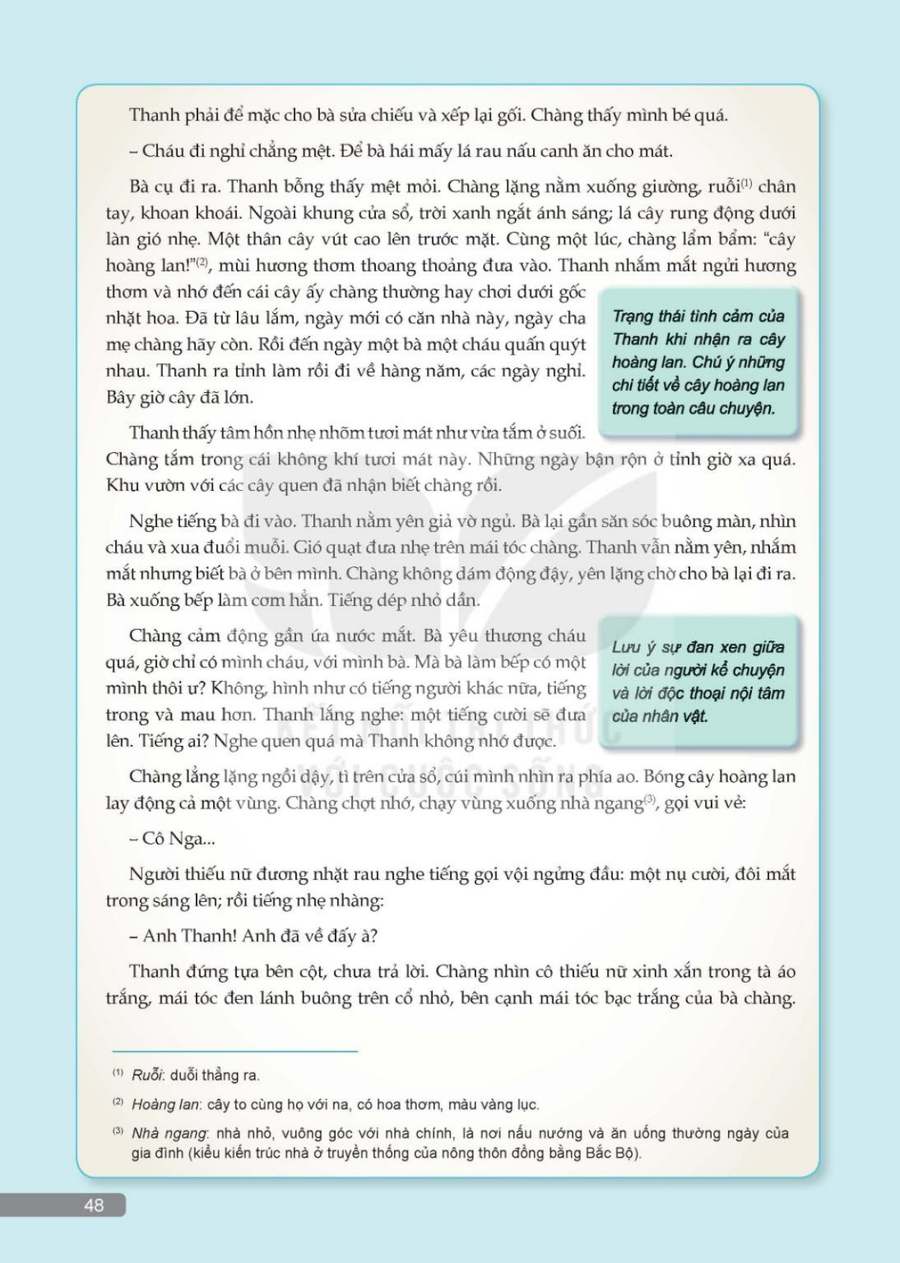 Thanh phải để mặc cho bà sửa chiếu và xếp lại gối. Chàng thấy mình bé quá.
– Cháu đi nghỉ chẳng mệt. Để bà hái mấy lá rau nấu canh ăn cho mát.
Bà cụ đi ra. Thanh bỗng thấy mệt mỏi. Chàng lặng nằm xuống giường, ruỗi(1) chân
tay, khoan khoái. Ngoài khung cửa sổ, trời xanh ngắt ánh sáng; lá cây rung động dưới
làn gió nhẹ. Một thân cây vút cao lên trước mặt. Cùng một lúc, chàng lẩm bẩm: “cây
hoàng lan!”(2), mùi hương thơm thoang thoảng đưa vào. Thanh nhắm mắt ngửi hương
thơm và nhớ đến cái cây ấy chàng thường hay chơi dưới gốc
nhặt hoa. Đã từ lâu lắm, ngày mới có căn nhà này, ngày cha
mẹ chàng hãy còn. Rồi đến ngày một bà một cháu quấn quýt
nhau. Thanh ra tỉnh làm rồi đi về hàng năm, các ngày nghỉ.
Bây giờ cây đã lớn.
Trạng thái tình cảm của
Thanh khi nhận ra cây
hoàng lan. Chú ý những
chi tiết về cây hoàng lan
trong toàn câu chuyện.
Thanh thấy tâm hồn nhẹ nhõm tươi mát như vừa tắm ở suối.
Chàng tắm trong cái không khí tươi mát này. Những ngày bận rộn ở tỉnh giờ xa quá.
Khu vườn với các cây quen đã nhận biết chàng rồi.
Nghe tiếng bà đi vào. Thanh nằm yên giả vờ ngủ. Bà lại gần săn sóc buông màn, nhìn
cháu và xua đuổi muỗi. Gió quạt đưa nhẹ trên mái tóc chàng. Thanh vẫn nằm yên, nhắm
mắt nhưng biết bà ở bên mình. Chàng không dám động đậy, yên lặng chờ cho bà lại đi ra.
Bà xuống bếp làm cơm hẳn. Tiếng dép nhỏ dần.
Chàng cảm động gần ứa nước mắt. Bà yêu thương cháu
quá, giờ chỉ có mình cháu, với mình bà. Mà bà làm bếp có một
mình thôi ư? Không, hình như có tiếng người khác nữa, tiếng
trong và mau hơn. Thanh lắng nghe: một tiếng cười sẽ đưa
lên. Tiếng ai? Nghe quen quá mà Thanh không nhớ được.
Lưu ý sự đan xen giữa
lời của người kể chuyện
và lời độc thoại nội tâm
của nhân vật.
Chàng lẳng lặng ngồi dậy, tì trên cửa sổ, cúi mình nhìn ra phía ao. Bóng cây hoàng lan
lay động cả một vùng. Chàng chợt nhớ, chạy vùng xuống nhà ngang(3), gọi vui vẻ:
– Cô Nga...
Người thiếu nữ đương nhặt rau nghe tiếng gọi vội ngửng đầu: một nụ cười, đôi mắt
trong sáng lên; rồi tiếng nhẹ nhàng:
– Anh Thanh! Anh đã về đấy à?
Thanh đứng tựa bên cột, chưa trả lời. Chàng nhìn cô thiếu nữ xinh xắn trong tà áo
trắng, mái tóc đen lánh buông trên cổ nhỏ, bên cạnh mái tóc bạc trắng của bà chàng.
(1) Ruỗi: duỗi thẳng ra.
(2) Hoàng lan: cây to cùng họ với na, có hoa thơm, màu vàng lục.
(3) Nhà ngang: nhà nhỏ, vuông góc với nhà chính, là nơi nấu nướng và ăn uống thường ngày của
gia đình (kiểu kiến trúc nhà ở truyền thống của nông thôn đồng bằng Bắc Bộ).
48
KẾT NỐI TRI THỨC
VỚI CUỘC SỐNG